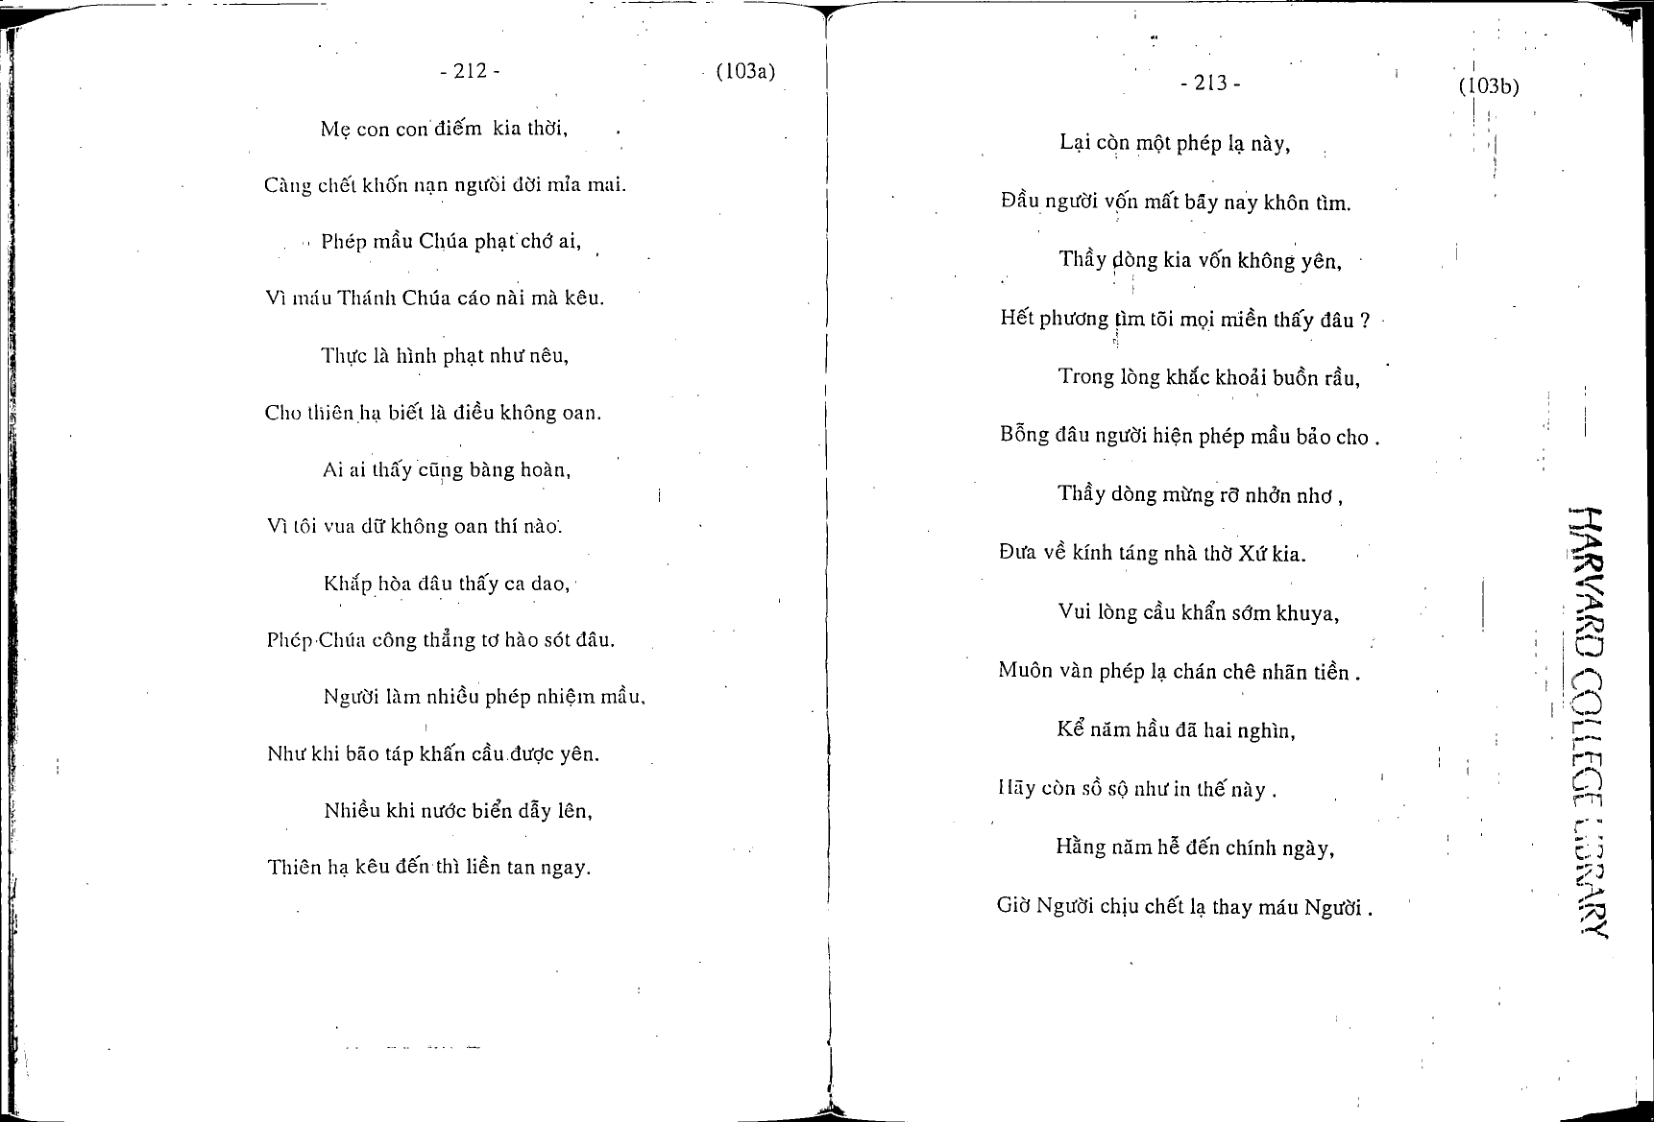 - 212 -
(103a)
Mẹ con con điếm kia thời,
Càng chết khốn nạn người đời mỉa mai.
Phép mầu Chúa phạt chớ ai,
Vì máu Thánh Chúa cáo nài mà kêu.
Thực là hình phạt như nêu,
Cho thiên hạ biết là điều không oan.
Ai ai thấy cũng bàng hoàn,
Vì tôi vua dữ không oan thí nào.
Khắp hòa đâu thấy ca dao,
Phép Chúa công thẳng tơ hào sót đâu.
Người làm nhiều phép nhiệm mầu,
Như khi bão táp khấn cầu được yên.
Nhiều khi nước biển dẫy lên,
Thiên hạ kêu đến thì liền tan ngay.
- 213 -
(103b)
Lại còn một phép lạ này,
Đầu người vốn mất bãy nay khôn tìm.
Thầy dòng kia vốn không yên,
Hết phương tìm tõi mọi miền thấy đâu ?
Trong lòng khắc khoải buồn rầu,
Bỗng đâu người hiện phép mầu bảo cho .
Thầy dòng mừng rỡ nhởn nhơ ,
Đưa về kính táng nhà thờ Xứ kia.
Vui lòng cầu khẩn sớm khuya,
Muôn vàn phép lạ chán chê nhãn tiền .
Kể năm hầu đã hai nghìn,
Hãy còn sồ sộ như in thế này .
Hằng năm hễ đến chính ngày,
Giờ Người chịu chết lạ thay máu Người .
HARVARD COLLEGE LIBRARY